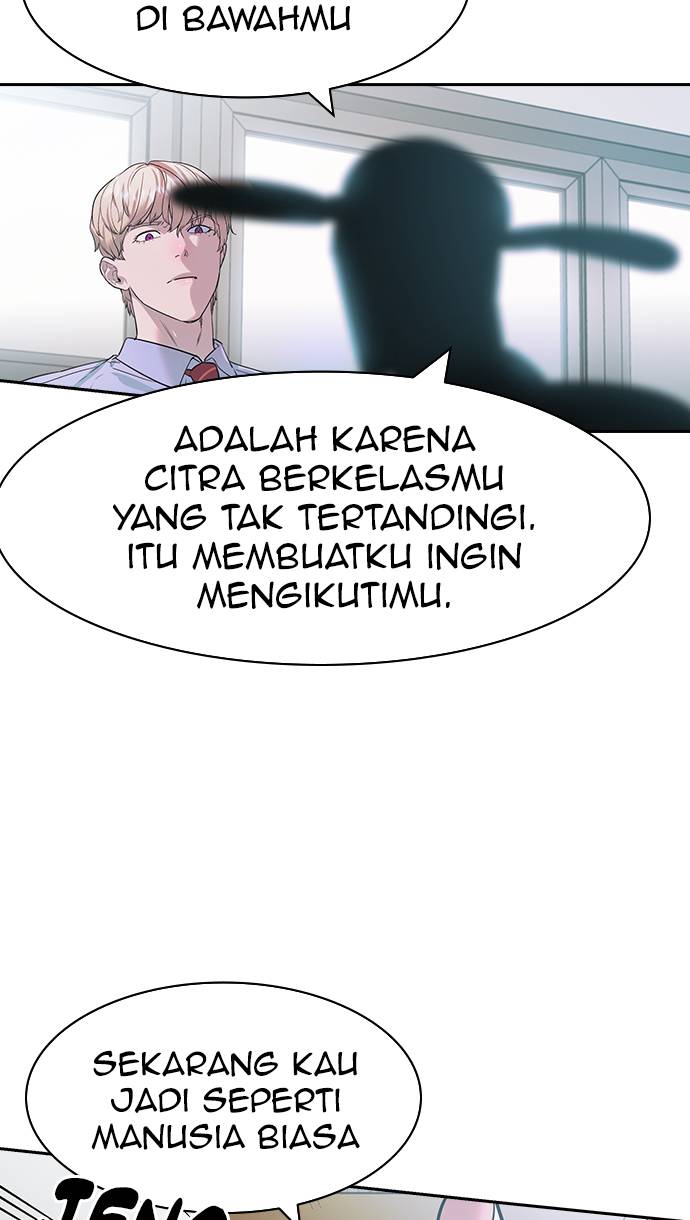 DI BAWAHMU
ADALAH KARENA
CITRA BERKELASMU
YANG TAK TERTANDINGI.
ITU MEMBUATKU INGIN
MENGIKUTIMU.
SEKARANG KAU
JADI SEPERTI
MANUSIA BIASA